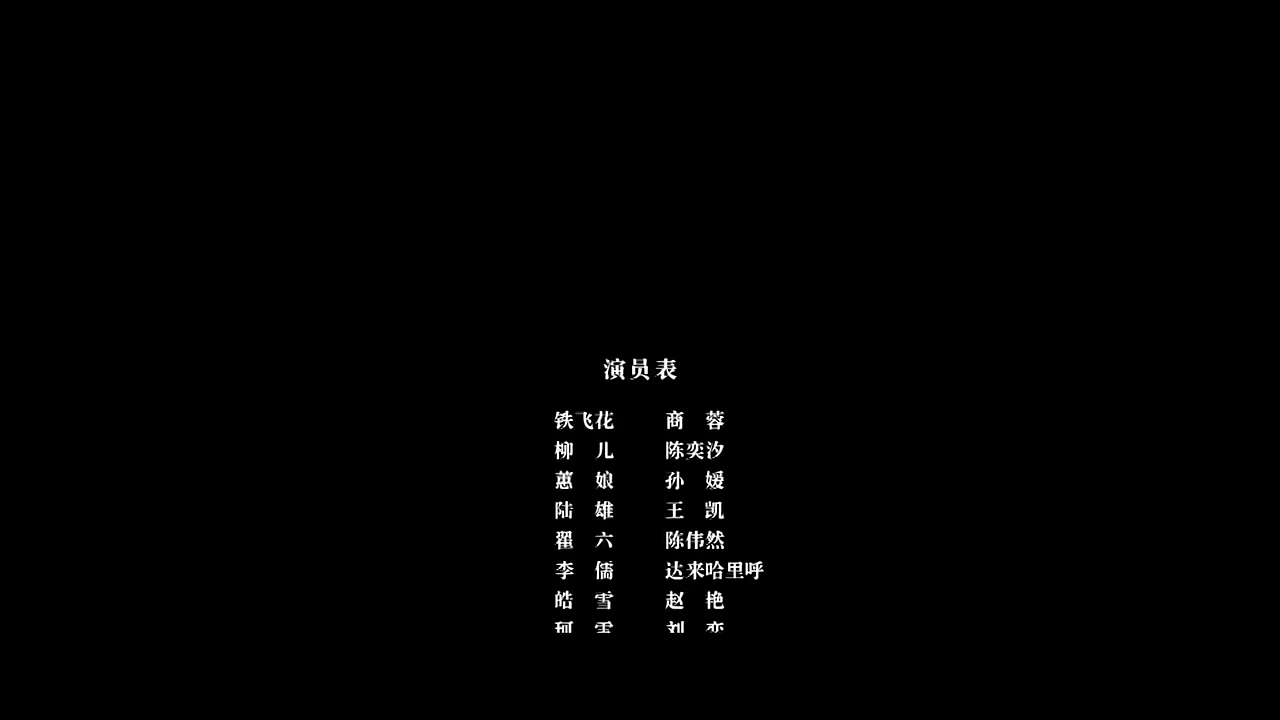 演员表
铁飞花 商 蓉
柳 儿 陈奕汐
蕙 娘 孙 媛
陆 雄 王 凯
翟 六 陈伟然
李 儒 达来哈里呼
皓 雪 赵 艳